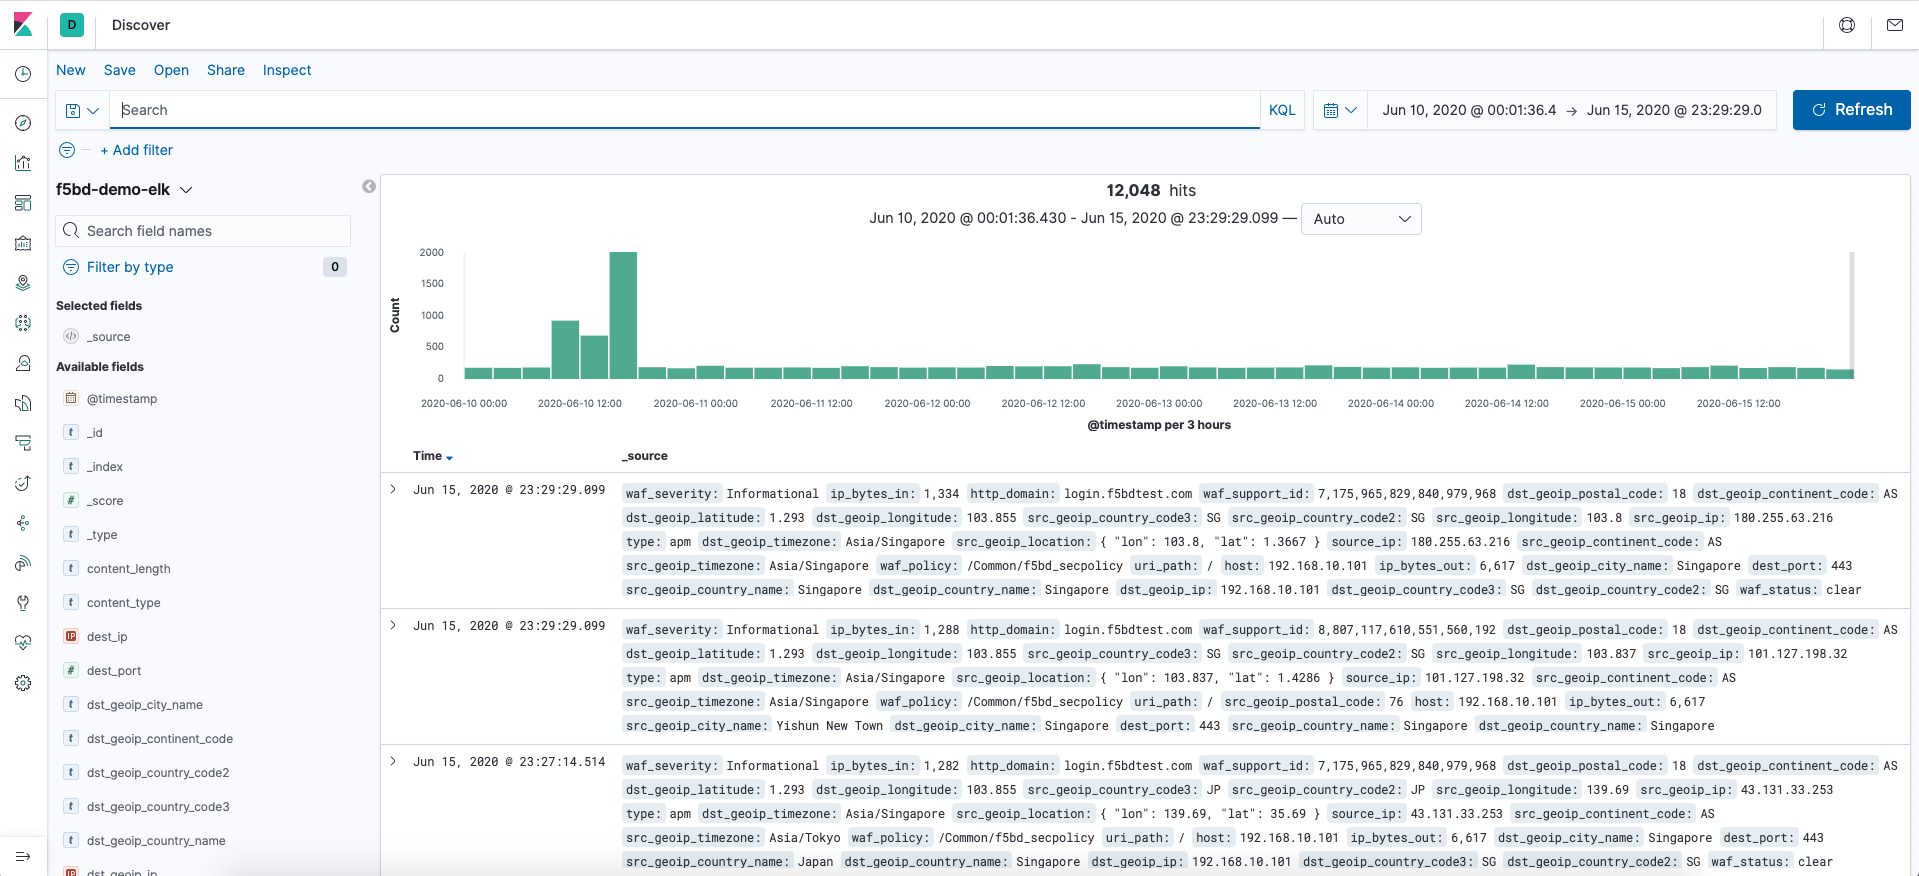 D Discover
New Save Open Share Inspect
Search KQL Jun 10, 2020 @ 00:01:36.4 → Jun 15, 2020 @ 23:29:29.0 Refresh
+ Add filter
f5bd-demo-elk
Search field names
Filter by type 0
Selected fields
_source
Available fields
@timestamp
t _id
t _index
# _score
t _type
t content_length
t content_type
IP dest_ip
# dest_port
t dst_geoip_city_name
t dst_geoip_continent_code
t dst_geoip_country_code2
t dst_geoip_country_code3
t dst_geoip_country_name
IP dst_geoip_ip
12,048 hits
Jun 10, 2020 @ 00:01:36.430 - Jun 15, 2020 @ 23:29:29.099 — Auto
Count
2000
1500
1000
500
0
2020-06-10 00:00 2020-06-10 12:00 2020-06-11 00:00 2020-06-11 12:00 2020-06-12 00:00 2020-06-12 12:00 2020-06-13 00:00 2020-06-13 12:00 2020-06-14 00:00 2020-06-14 12:00 2020-06-15 00:00 2020-06-15 12:00
@timestamp per 3 hours
Time _source
Jun 15, 2020 @ 23:29:29.099 waf_severity: Informational ip_bytes_in: 1,334 http_domain: login.f5bdtest.com waf_support_id: 7,175,965,829,840,979,968 dst_geoip_postal_code: 18 dst_geoip_continent_code: AS
dst_geoip_latitude: 1.293 dst_geoip_longitude: 103.855 src_geoip_country_code3: SG src_geoip_country_code2: SG src_geoip_longitude: 103.8 src_geoip_ip: 180.255.63.216
type: apm dst_geoip_timezone: Asia/Singapore src_geoip_location: { "lon": 103.8, "lat": 1.3667 } source_ip: 180.255.63.216 src_geoip_continent_code: AS
src_geoip_timezone: Asia/Singapore waf_policy: /Common/f5bd_secpolicy uri_path: / host: 192.168.10.101 ip_bytes_out: 6,617 dst_geoip_city_name: Singapore dest_port: 443
src_geoip_country_name: Singapore dst_geoip_country_name: Singapore dst_geoip_ip: 192.168.10.101 dst_geoip_country_code3: SG dst_geoip_country_code2: SG waf_status: clear
Jun 15, 2020 @ 23:29:29.099 waf_severity: Informational ip_bytes_in: 1,288 http_domain: login.f5bdtest.com waf_support_id: 8,807,117,610,551,560,192 dst_geoip_postal_code: 18 dst_geoip_continent_code: AS
dst_geoip_latitude: 1.293 dst_geoip_longitude: 103.855 src_geoip_country_code3: SG src_geoip_country_code2: SG src_geoip_longitude: 103.837 src_geoip_ip: 101.127.198.32
type: apm dst_geoip_timezone: Asia/Singapore src_geoip_location: { "lon": 103.837, "lat": 1.4286 } source_ip: 101.127.198.32 src_geoip_continent_code: AS
src_geoip_timezone: Asia/Singapore waf_policy: /Common/f5bd_secpolicy uri_path: / src_geoip_postal_code: 76 host: 192.168.10.101 ip_bytes_out: 6,617
src_geoip_city_name: Yishun New Town dst_geoip_city_name: Singapore dest_port: 443 src_geoip_country_name: Singapore dst_geoip_country_name: Singapore
Jun 15, 2020 @ 23:27:14.514 waf_severity: Informational ip_bytes_in: 1,282 http_domain: login.f5bdtest.com waf_support_id: 7,175,965,829,840,979,968 dst_geoip_postal_code: 18 dst_geoip_continent_code: AS
dst_geoip_latitude: 1.293 dst_geoip_longitude: 103.855 src_geoip_country_code3: JP src_geoip_country_code2: JP src_geoip_longitude: 139.69 src_geoip_ip: 43.131.33.253
type: apm dst_geoip_timezone: Asia/Singapore src_geoip_location: { "lon": 139.69, "lat": 35.69 } source_ip: 43.131.33.253 src_geoip_continent_code: AS
src_geoip_timezone: Asia/Tokyo waf_policy: /Common/f5bd_secpolicy uri_path: / host: 192.168.10.101 ip_bytes_out: 6,617 dst_geoip_city_name: Singapore dest_port: 443
src_geoip_country_name: Japan dst_geoip_country_name: Singapore dst_geoip_ip: 192.168.10.101 dst_geoip_country_code3: SG dst_geoip_country_code2: SG waf_status: clear